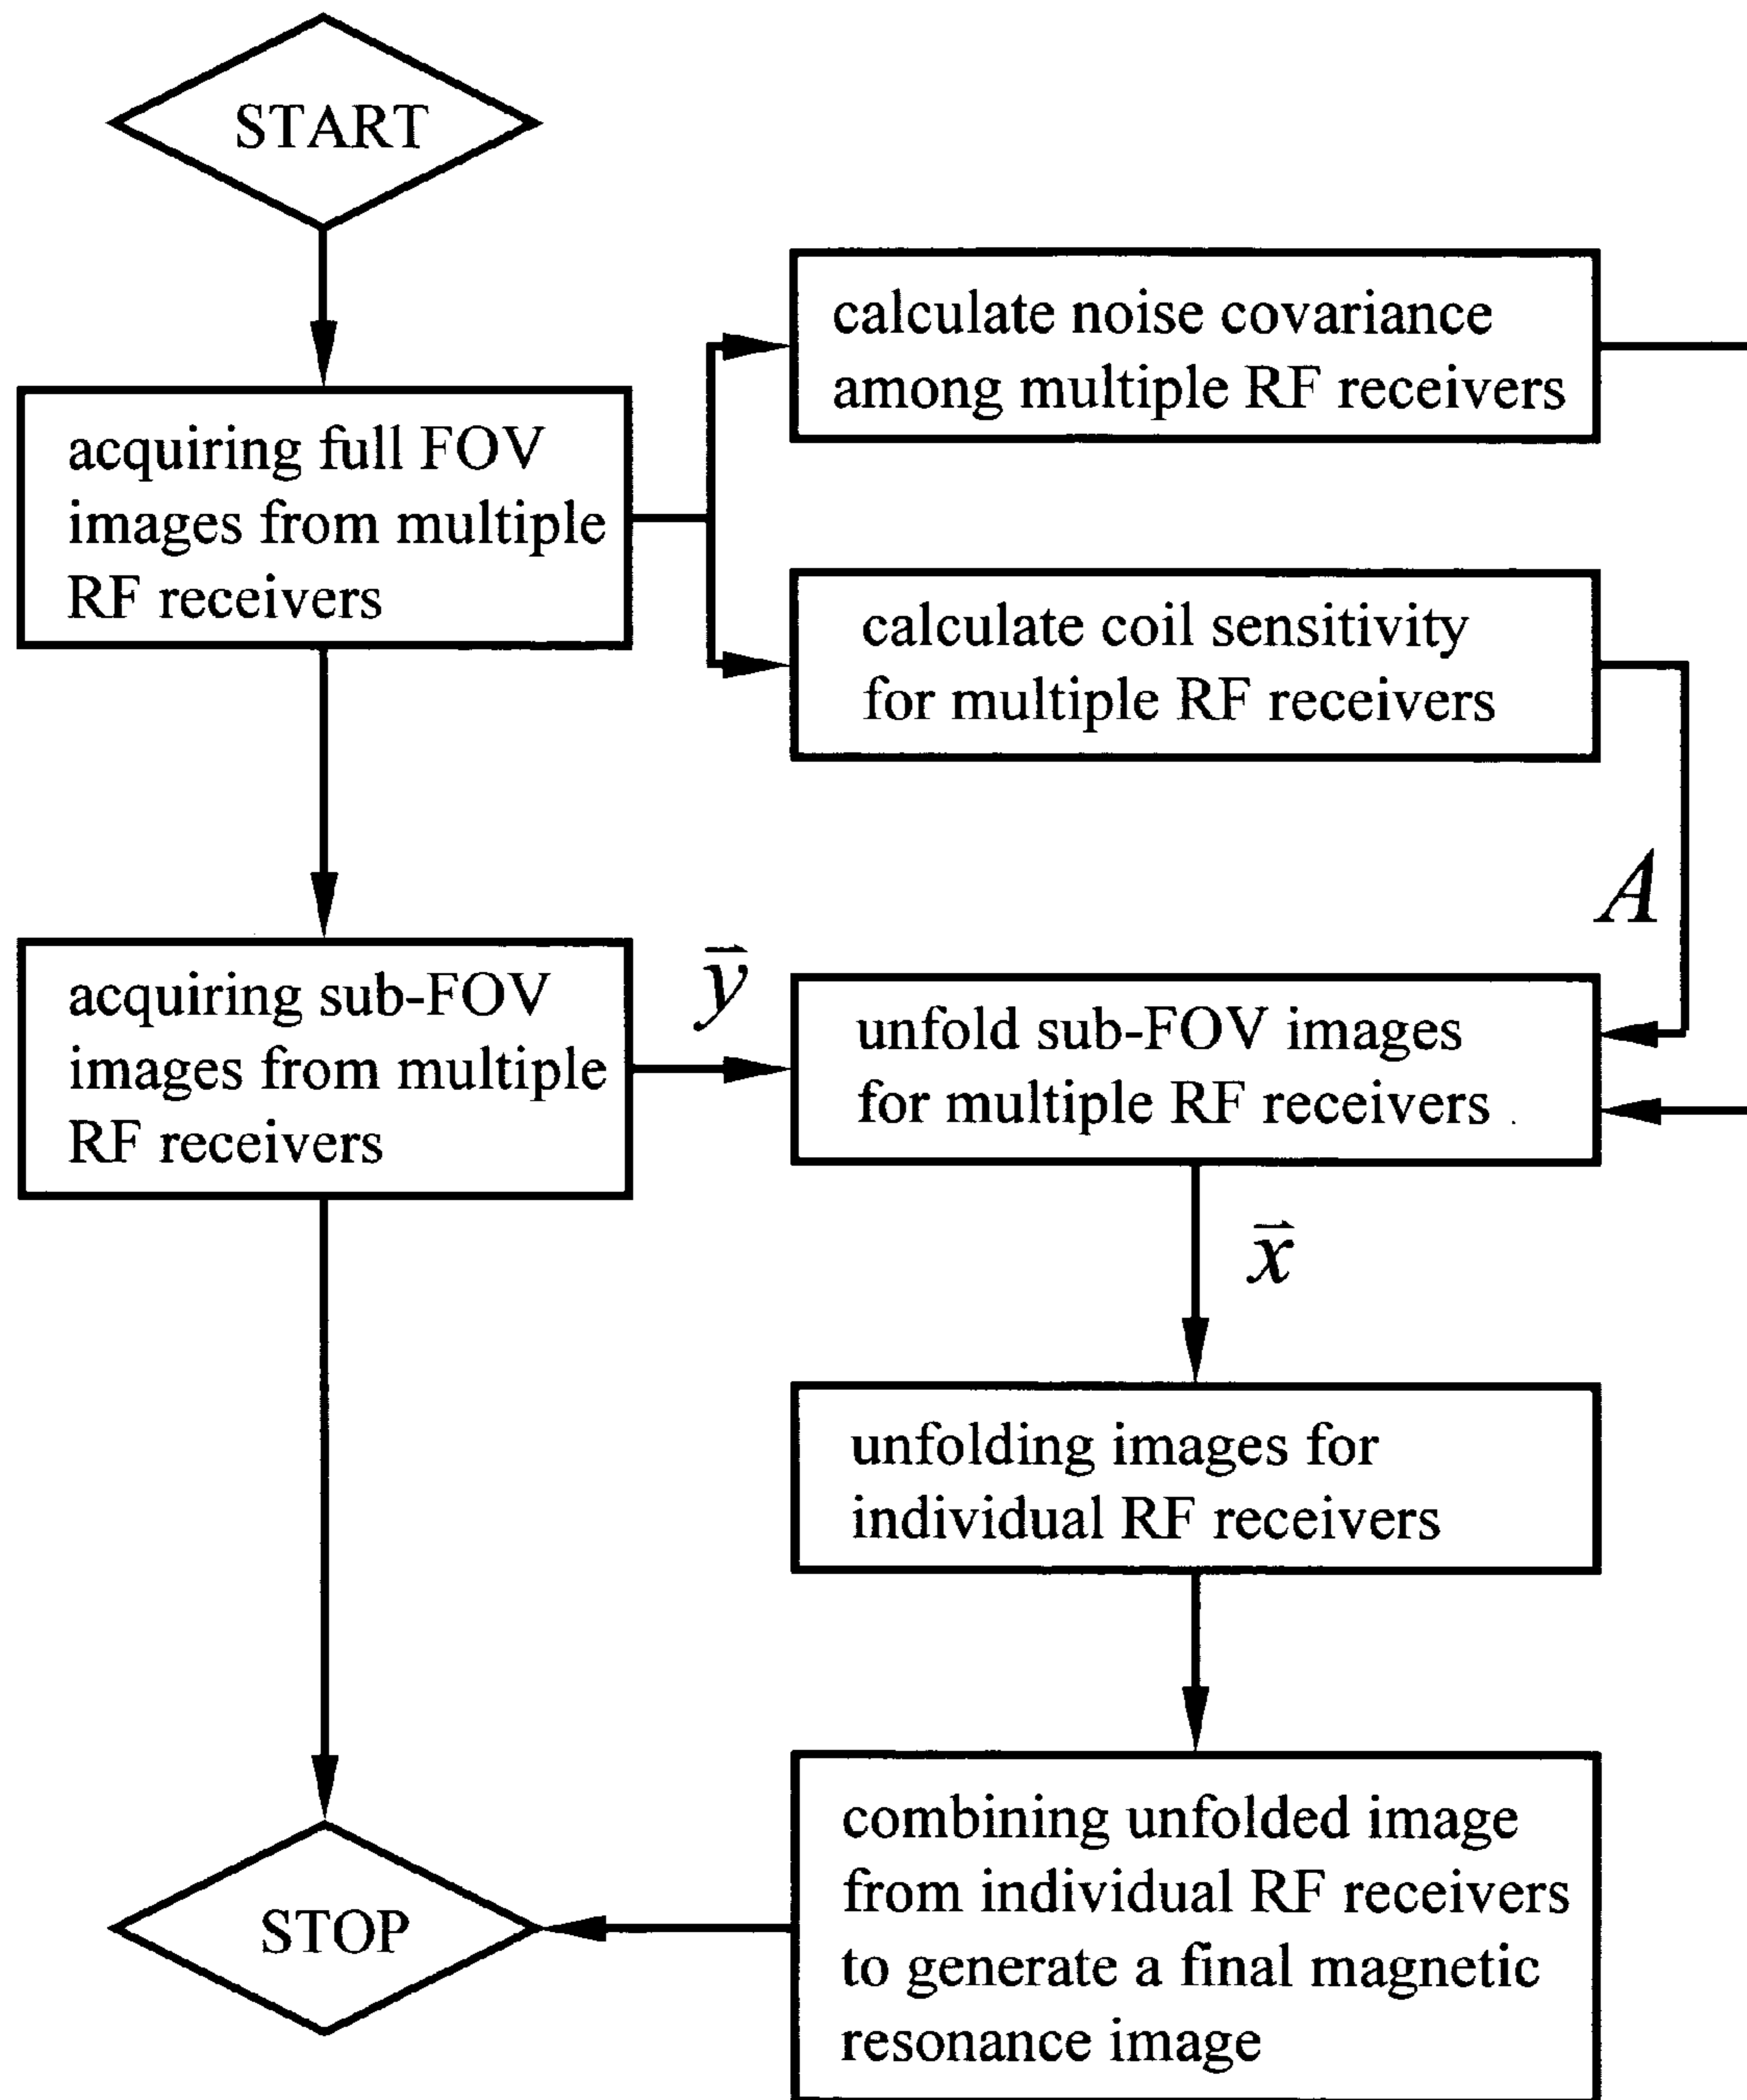 START
calculate noise covariance
among multiple RF receivers
acquiring full FOV
images from multiple
RF receivers
calculate coil sensitivity
for multiple RF receivers
A
acquiring sub-FOV
images from multiple
RF receivers
y⃗
unfold sub-FOV images
for multiple RF receivers
x⃗
unfolding images for
individual RF receivers
combining unfolded image
from individual RF receivers
to generate a final magnetic
resonance image
STOP